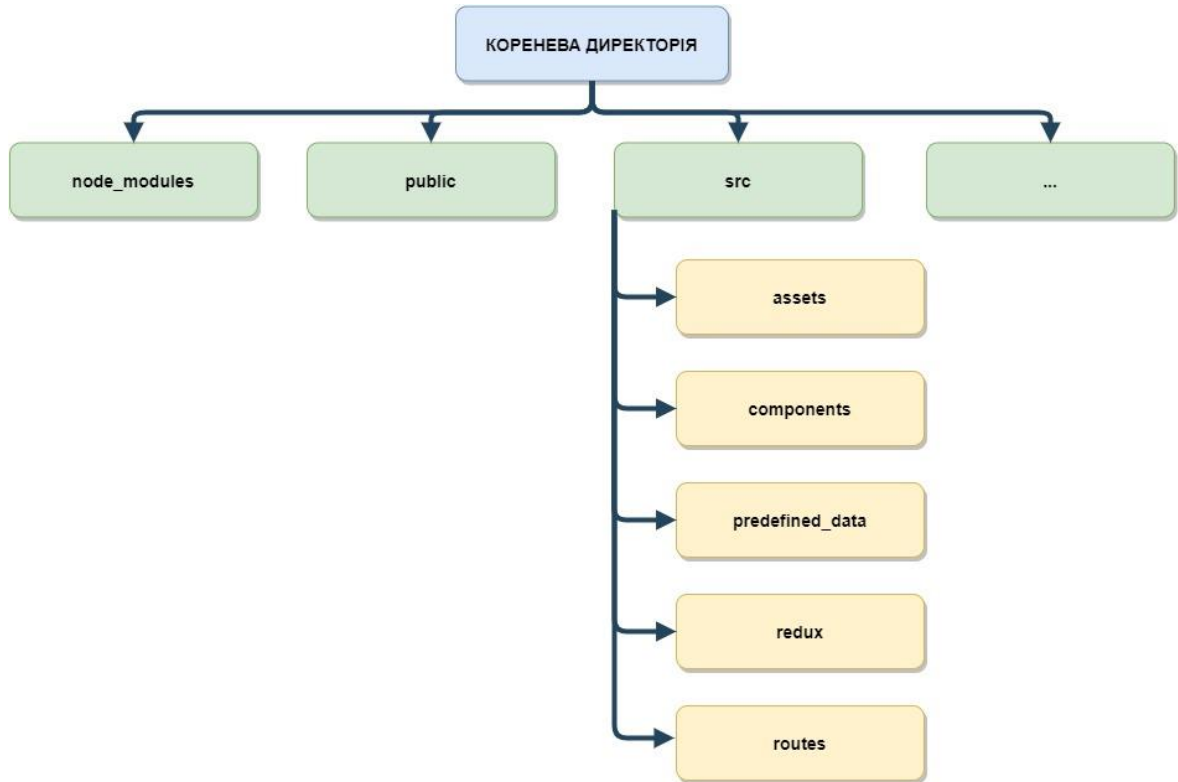 КОРЕНЕВА ДИРЕКТОРІЯ
node_modules
public
src
...
assets
components
predefined_data
redux
routes